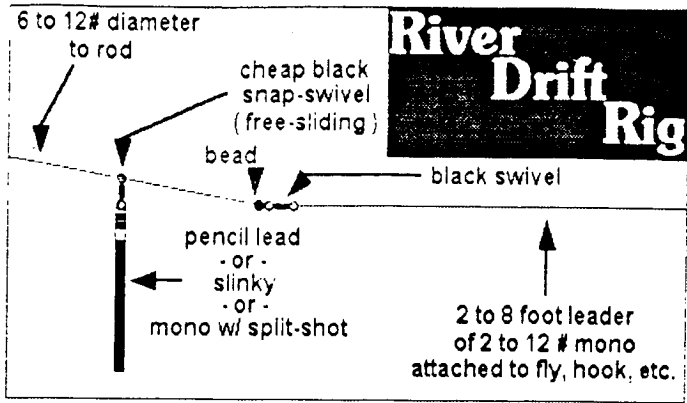 River
Drift
Rig
6 to 12# diameter
to rod
cheap black
snap-swivel
( free-sliding )
bead
black swivel
pencil lead
- or -
slinky
- or -
mono w/ split-shot
2 to 8 foot leader
of 2 to 12 # mono
attached to fly, hook, etc.